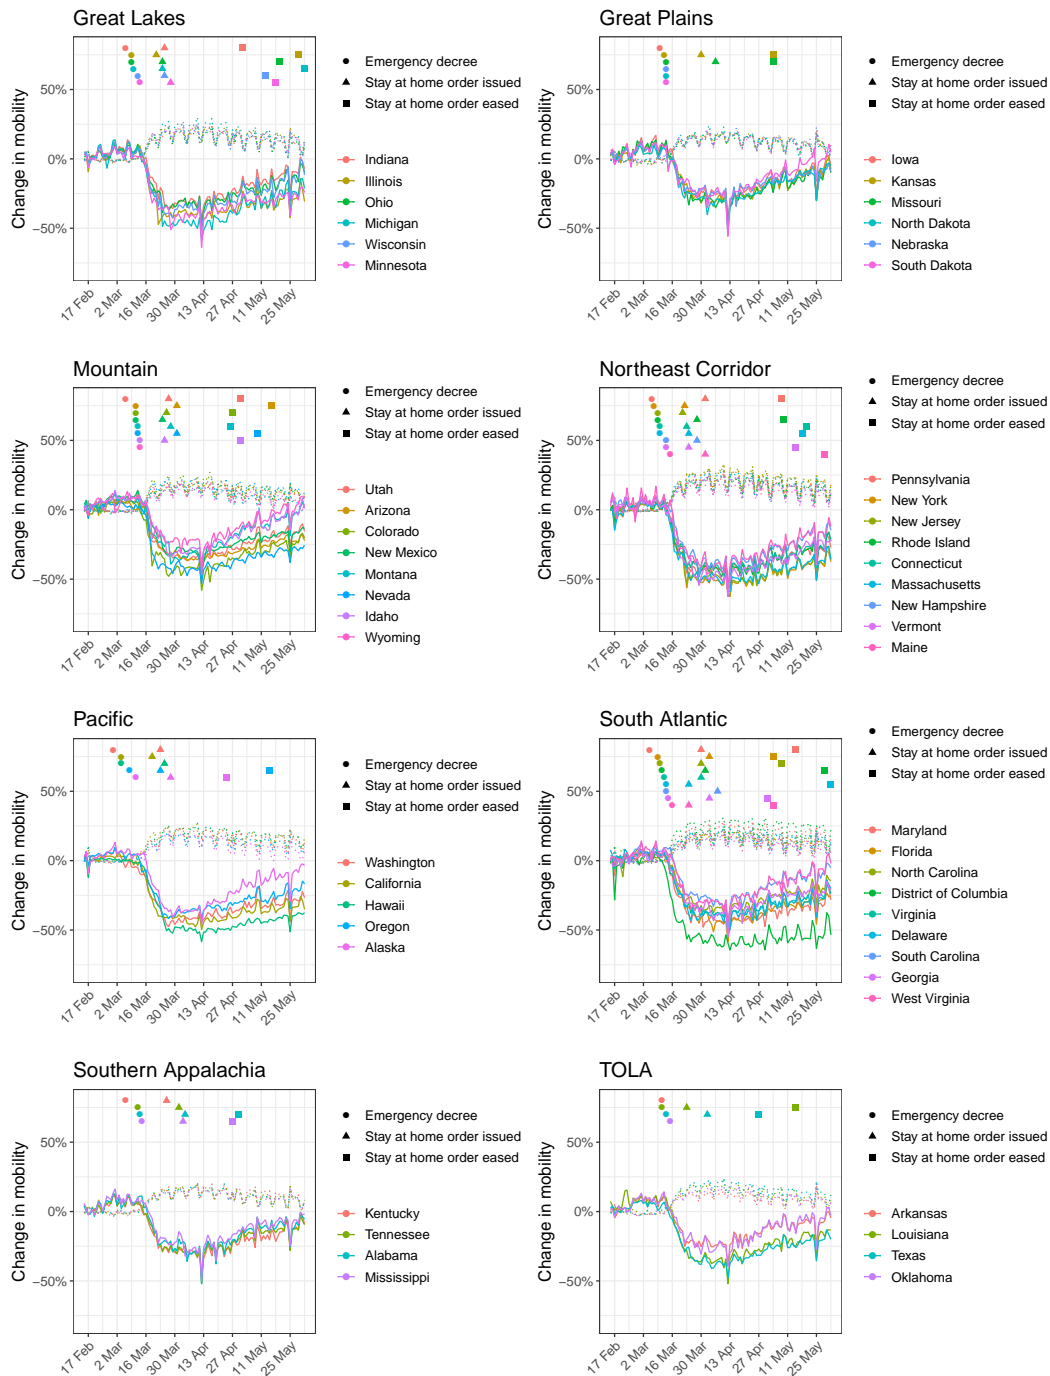 Great Lakes
Change in mobility
50%
0%
−50%
17 Feb
2 Mar
16 Mar
30 Mar
13 Apr
27 Apr
11 May
25 May
Emergency decree
Stay at home order issued
Stay at home order eased
Indiana
Illinois
Ohio
Michigan
Wisconsin
Minnesota
Great Plains
Change in mobility
50%
0%
−50%
17 Feb
2 Mar
16 Mar
30 Mar
13 Apr
27 Apr
11 May
25 May
Emergency decree
Stay at home order issued
Stay at home order eased
Iowa
Kansas
Missouri
North Dakota
Nebraska
South Dakota
Mountain
Change in mobility
50%
0%
−50%
17 Feb
2 Mar
16 Mar
30 Mar
13 Apr
27 Apr
11 May
25 May
Emergency decree
Stay at home order issued
Stay at home order eased
Utah
Arizona
Colorado
New Mexico
Montana
Nevada
Idaho
Wyoming
Northeast Corridor
Change in mobility
50%
0%
−50%
17 Feb
2 Mar
16 Mar
30 Mar
13 Apr
27 Apr
11 May
25 May
Emergency decree
Stay at home order issued
Stay at home order eased
Pennsylvania
New York
New Jersey
Rhode Island
Connecticut
Massachusetts
New Hampshire
Vermont
Maine
Pacific
Change in mobility
50%
0%
−50%
17 Feb
2 Mar
16 Mar
30 Mar
13 Apr
27 Apr
11 May
25 May
Emergency decree
Stay at home order issued
Stay at home order eased
Washington
California
Hawaii
Oregon
Alaska
South Atlantic
Change in mobility
50%
0%
−50%
17 Feb
2 Mar
16 Mar
30 Mar
13 Apr
27 Apr
11 May
25 May
Emergency decree
Stay at home order issued
Stay at home order eased
Maryland
Florida
North Carolina
District of Columbia
Virginia
Delaware
South Carolina
Georgia
West Virginia
Southern Appalachia
Change in mobility
50%
0%
−50%
17 Feb
2 Mar
16 Mar
30 Mar
13 Apr
27 Apr
11 May
25 May
Emergency decree
Stay at home order issued
Stay at home order eased
Kentucky
Tennessee
Alabama
Mississippi
TOLA
Change in mobility
50%
0%
−50%
17 Feb
2 Mar
16 Mar
30 Mar
13 Apr
27 Apr
11 May
25 May
Emergency decree
Stay at home order issued
Stay at home order eased
Arkansas
Louisiana
Texas
Oklahoma